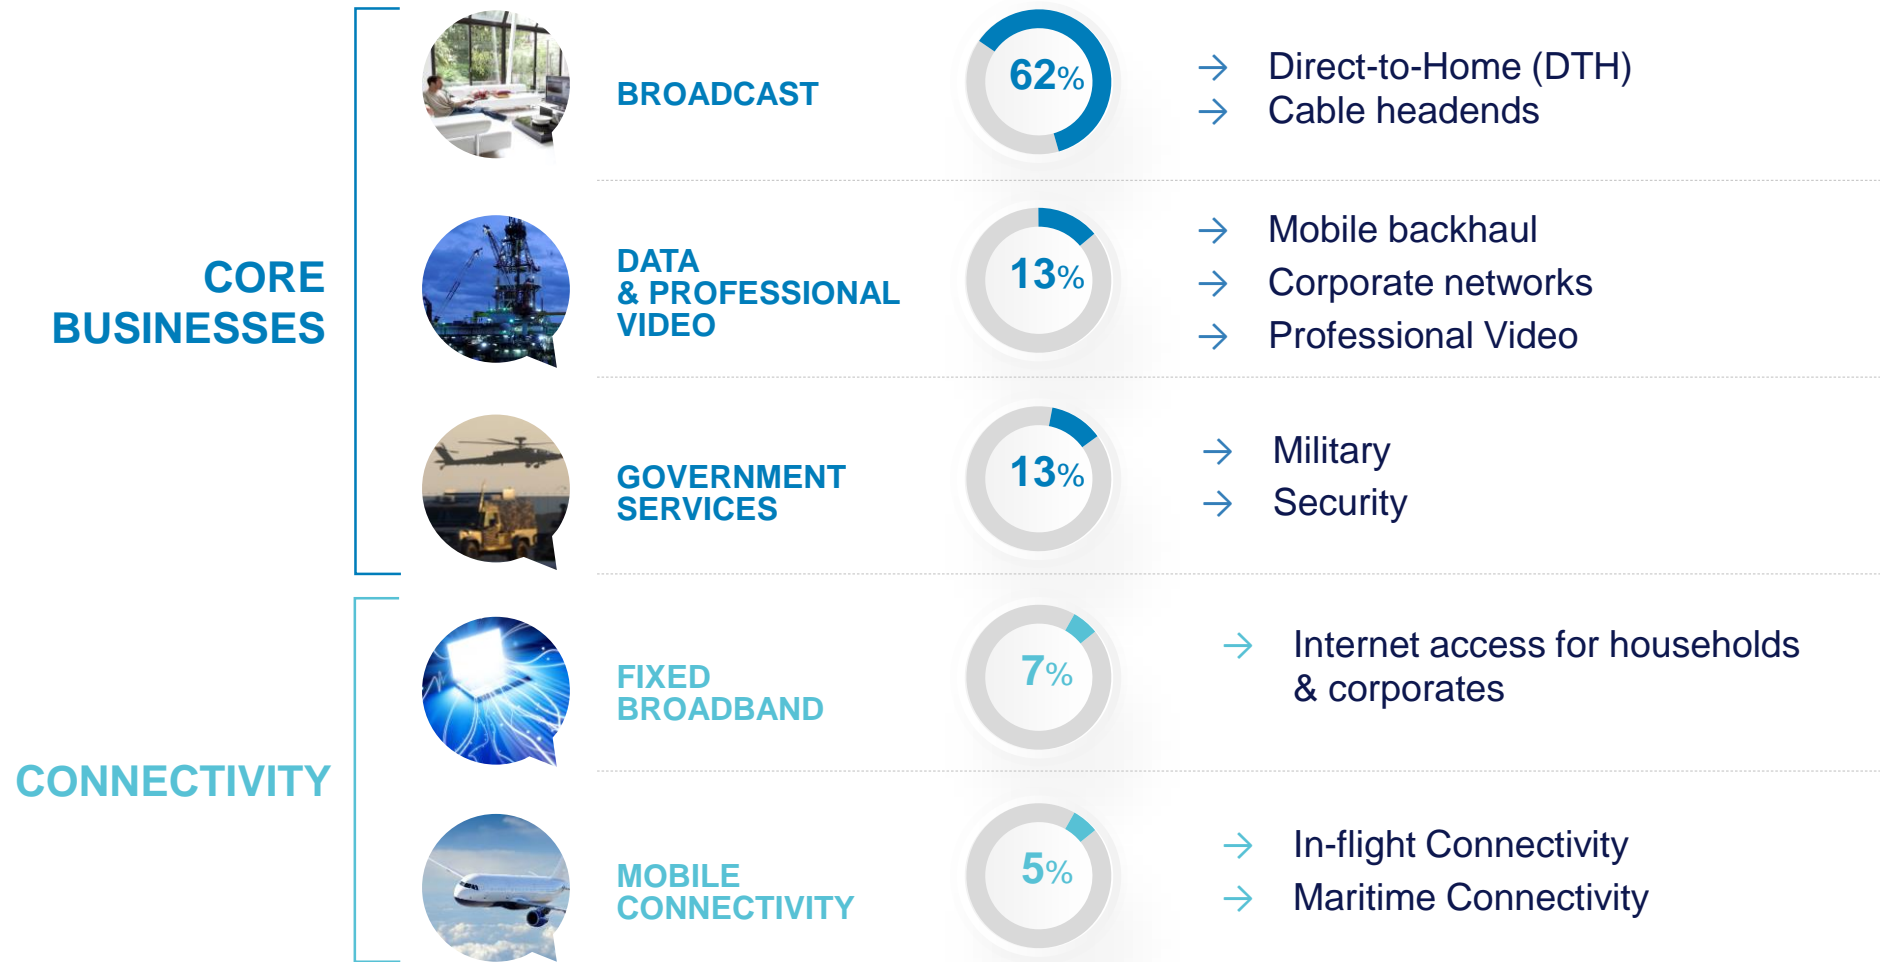 CORE
BUSINESSES
BROADCAST
62%
→ Direct-to-Home (DTH)
→ Cable headends
DATA
& PROFESSIONAL
VIDEO
13%
→ Mobile backhaul
→ Corporate networks
→ Professional Video
GOVERNMENT
SERVICES
13%
→ Military
→ Security
CONNECTIVITY
FIXED
BROADBAND
7%
→ Internet access for households
& corporates
MOBILE
CONNECTIVITY
5%
→ In-flight Connectivity
→ Maritime Connectivity